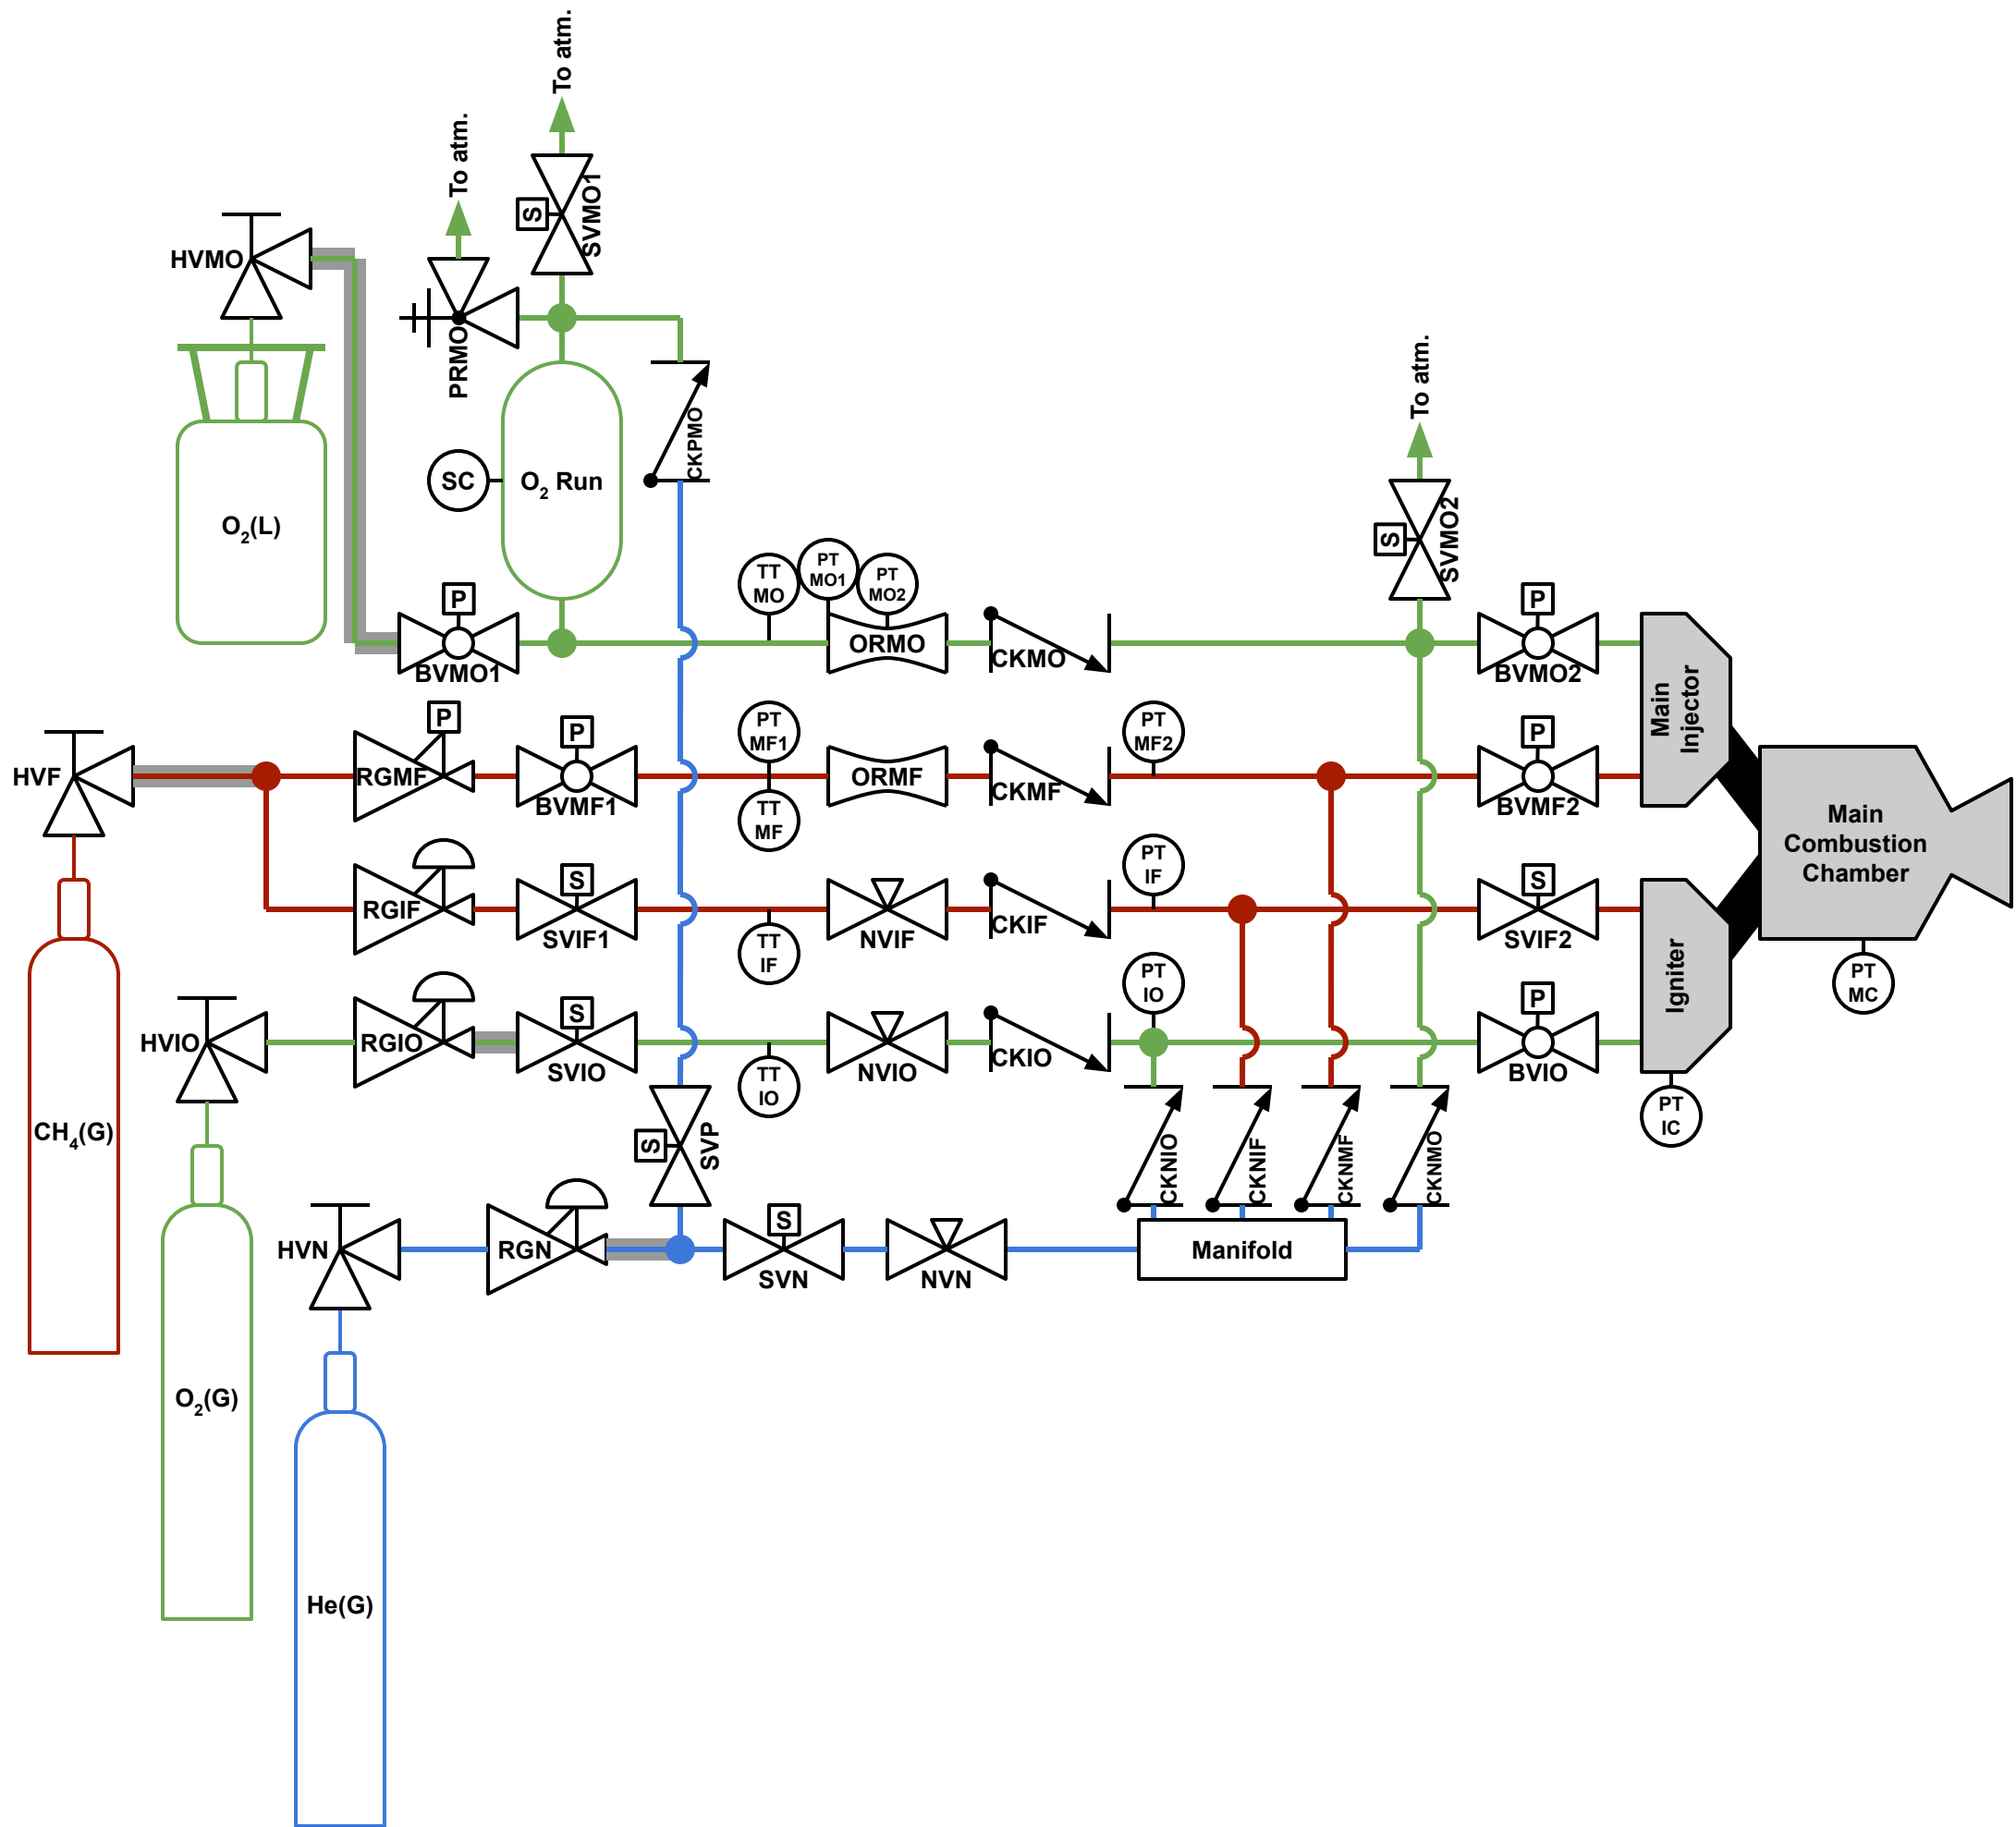 To atm.
To atm.
SVMO1
S
HVMO
PRMO
CKPMO
To atm.
SC
O2 Run
O2(L)
S
SVMO2
TT
MO
PT
MO1
PT
MO2
P
BVMO1
ORMO
CKMO
P
BVMO2
Main
Injector
HVF
P
RGMF
P
BVMF1
PT
MF1
TT
MF
ORMF
CKMF
PT
MF2
P
BVMF2
Main
Combustion
Chamber
RGIF
S
SVIF1
TT
IF
NVIF
CKIF
PT
IF
S
SVIF2
Igniter
PT
MC
HVIO
RGIO
S
SVIO
TT
IO
NVIO
CKIO
PT
IO
P
BVIO
PT
IC
CH4(G)
S
SVP
CKNIO
CKNIF
CKNMF
CKNMO
HVN
RGN
S
SVN
NVN
Manifold
O2(G)
He(G)